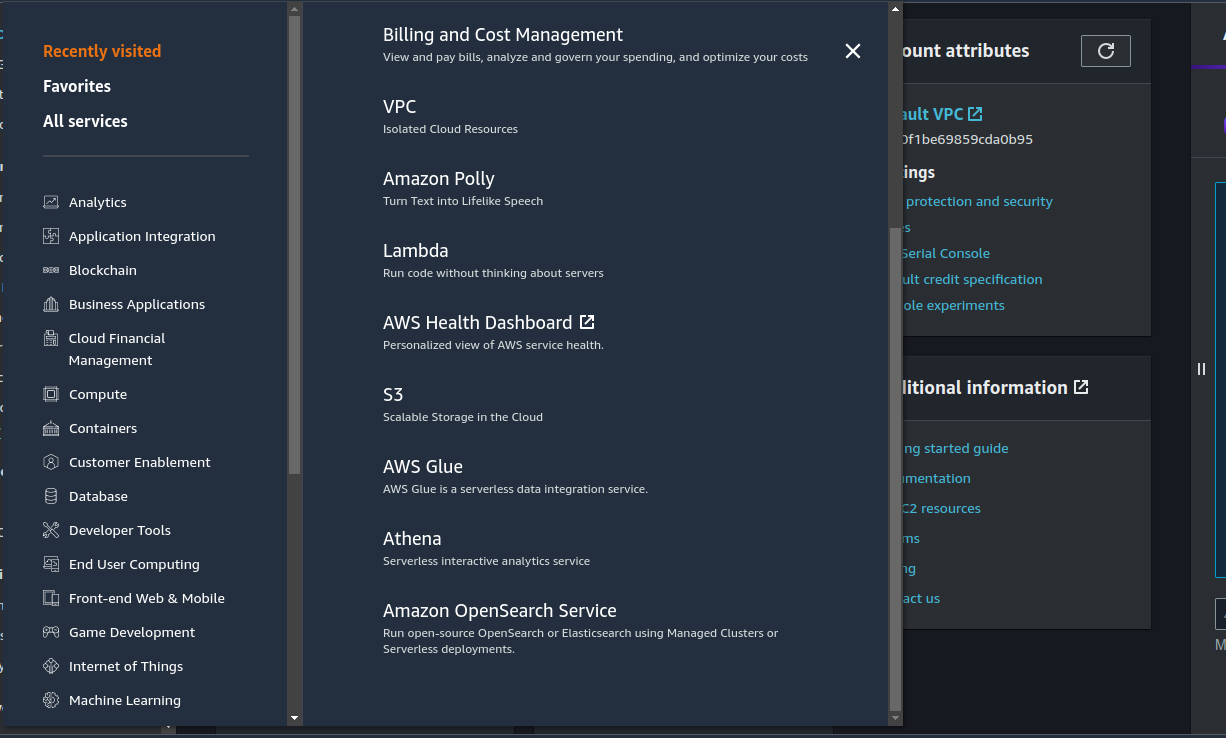 Recently visited
Favorites
All services
Analytics
Application Integration
Blockchain
Business Applications
Cloud Financial
Management
Compute
Containers
Customer Enablement
Database
Developer Tools
End User Computing
Front-end Web & Mobile
Game Development
Internet of Things
Machine Learning
Billing and Cost Management
View and pay bills, analyze and govern your spending, and optimize your costs
VPC
Isolated Cloud Resources
Amazon Polly
Turn Text into Lifelike Speech
Lambda
Run code without thinking about servers
AWS Health Dashboard
Personalized view of AWS service health.
S3
Scalable Storage in the Cloud
AWS Glue
AWS Glue is a serverless data integration service.
Athena
Serverless interactive analytics service
Amazon OpenSearch Service
Run open-source OpenSearch or Elasticsearch using Managed Clusters or
Serverless deployments.
ount attributes
ault VPC
0f1be69859cda0b95
ings
protection and security
es
Serial Console
ult credit specification
ole experiments
ditional information
ng started guide
umentation
C2 resources
ms
ng
act us